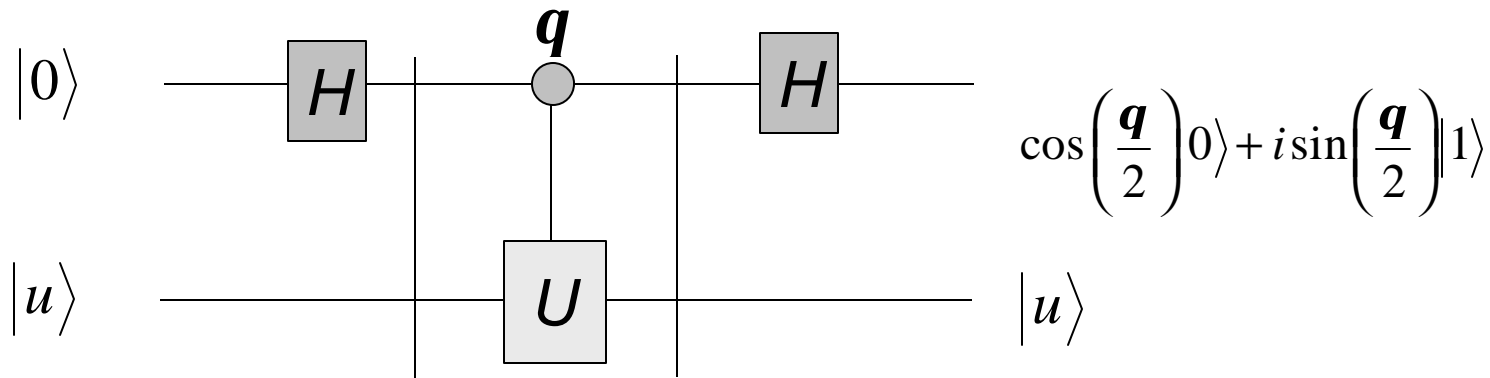 q
|0⟩ H H
cos(q/2)|0⟩ + i sin(q/2)|1⟩
|u⟩ U |u⟩